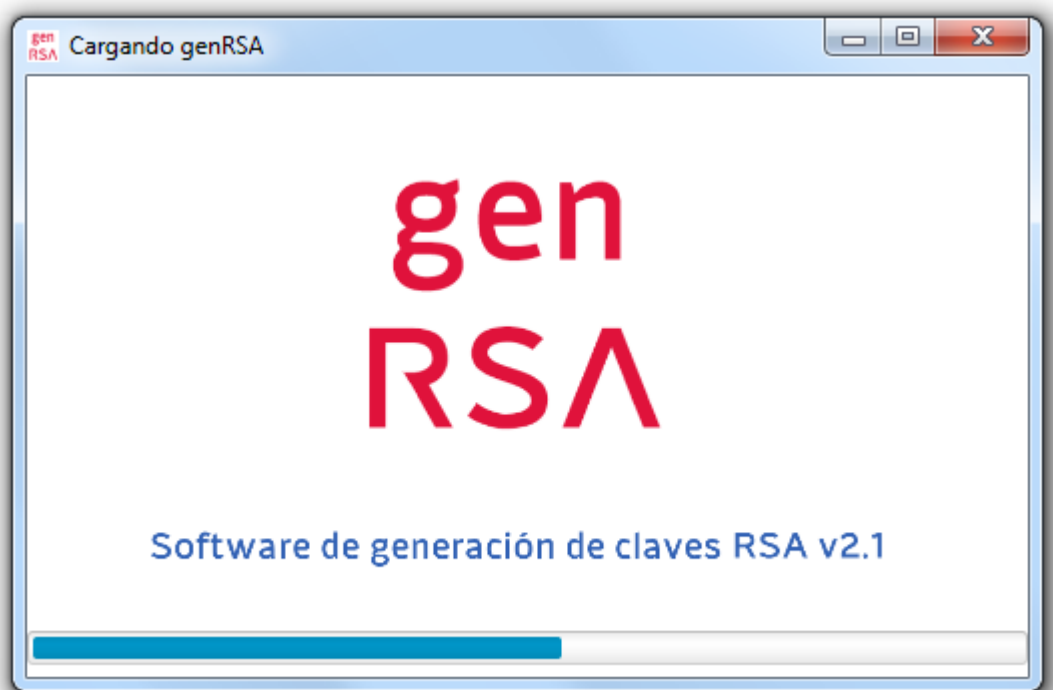 gen
RSA
Cargando genRSA
gen
RSA
Software de generación de claves RSA v2.1